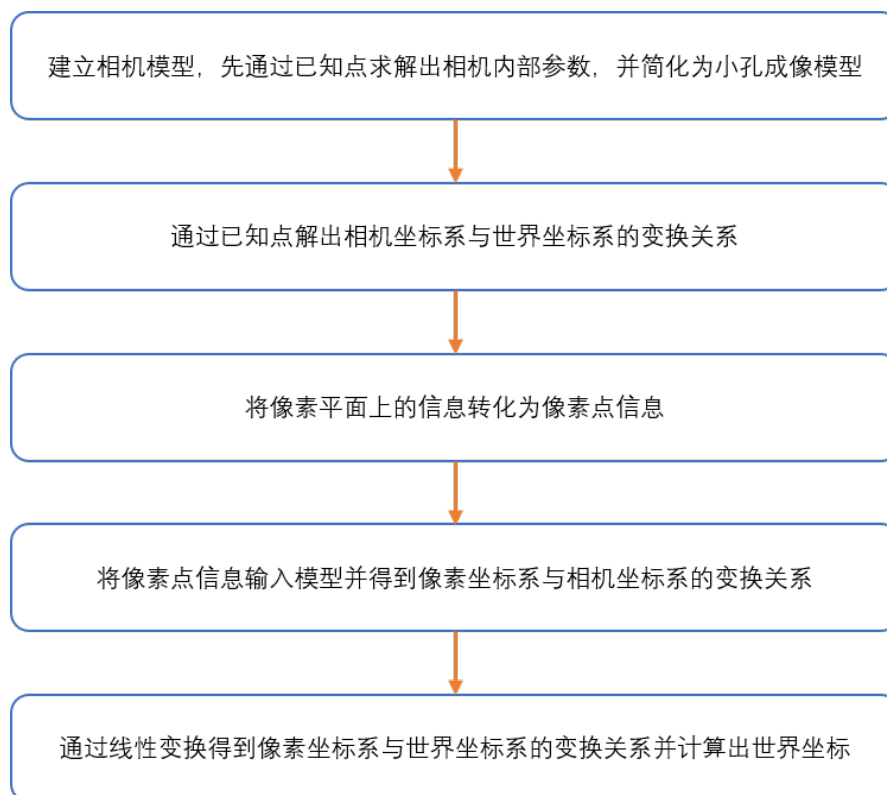 建立相机模型，先通过已知点求解出相机内部参数，并简化为小孔成像模型
通过已知点解出相机坐标系与世界坐标系的变换关系
将像素平面上的信息转化为像素点信息
将像素点信息输入模型并得到像素坐标系与相机坐标系的变换关系
通过线性变换得到像素坐标系与世界坐标系的变换关系并计算出世界坐标